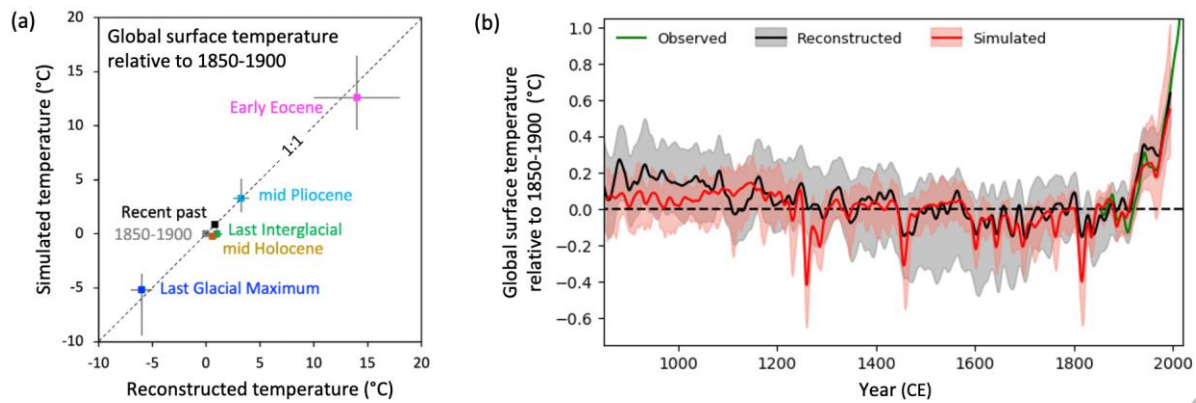 (a)
20
15
10
5
0
-5
-10
-10
-5
0
5
10
15
20
Simulated temperature (°C)
Reconstructed temperature (°C)
Global surface temperature
relative to 1850-1900
Early Eocene
1:1
mid Pliocene
Recent past
1850-1900
Last Interglacial
mid Holocene
Last Glacial Maximum
(b)
Observed
Reconstructed
Simulated
1.0
0.8
0.6
0.4
0.2
0.0
−0.2
−0.4
−0.6
1000
1200
1400
1600
1800
2000
Global surface temperature
relative to 1850-1900 (°C)
Year (CE)